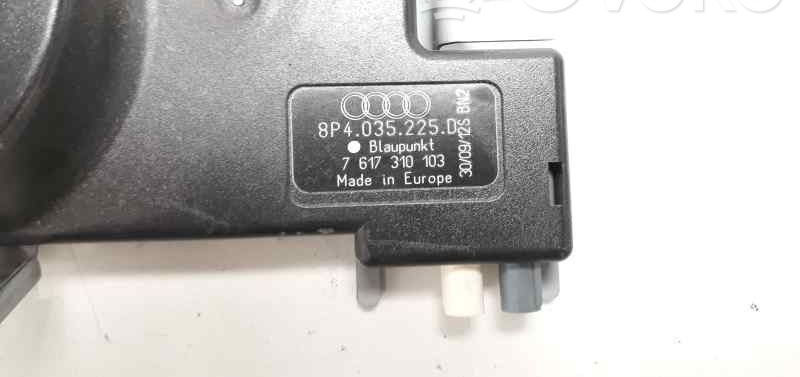 8P4.035.225.D
Blaupunkt
7 617 310 103
Made in Europe
30/09/12S BN2